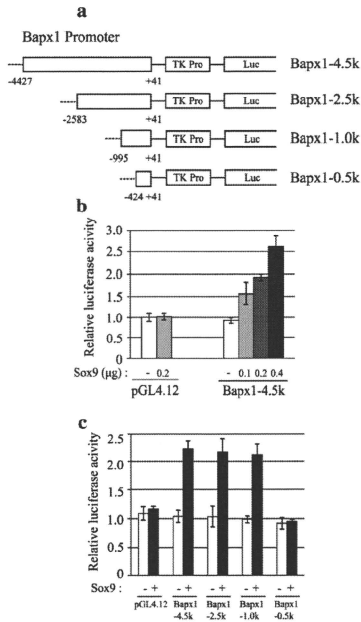 a
Bapx1 Promoter
TK Pro Luc Bapx1-4.5k
-4427 +41
TK Pro Luc Bapx1-2.5k
-2583 +41
TK Pro Luc Bapx1-1.0k
-995 +41
TK Pro Luc Bapx1-0.5k
-424 +41
b
Relative luciferase acivity
3.0
2.5
2.0
1.5
1.0
0.5
0
Sox9 (μg) : - 0.2 - 0.1 0.2 0.4
pGL4.12 Bapx1-4.5k
c
Relative luciferase acivity
2.5
2.0
1.5
1.0
0.5
0
Sox9 : - + - + - + - + - +
pGL4.12 Bapx1 Bapx1 Bapx1 Bapx1
-4.5k -2.5k -1.0k -0.5k